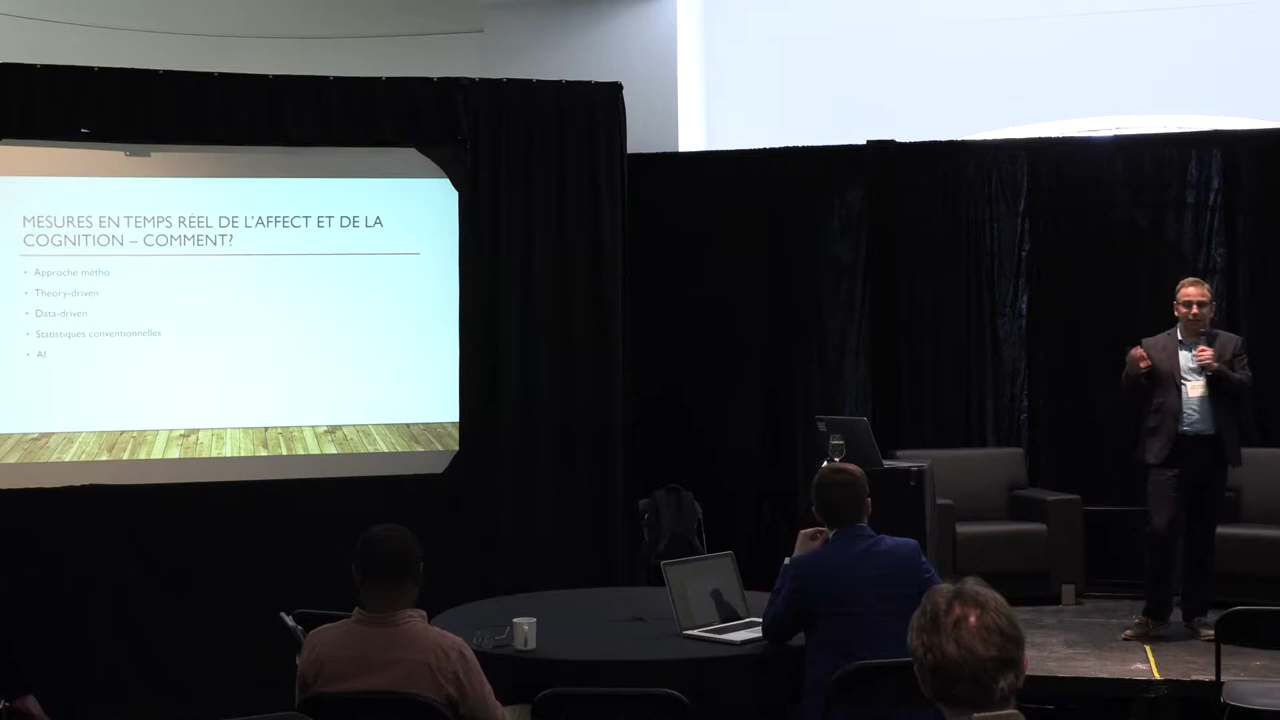 MESURES EN TEMPS RÉEL DE L'AFFECT ET DE LA
COGNITION – COMMENT?
• Approche métho
• Theory-driven
• Data-driven
• Statistiques conventionnelles
• AI